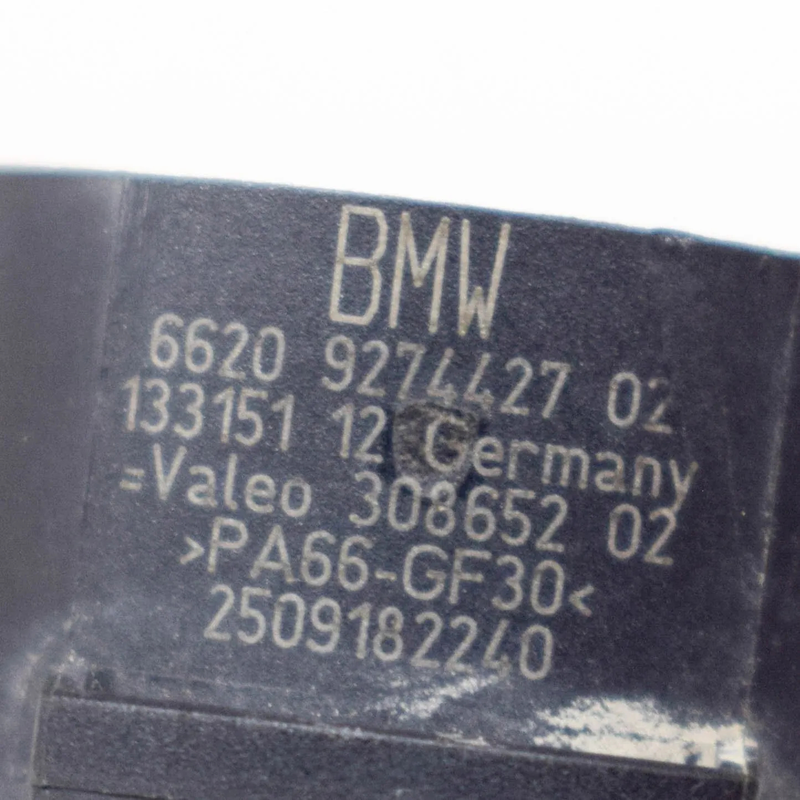 BMW
6620 9274427 02
133151 12 Germany
=Valeo 308652 02
>PA66-GF30<
2509182240